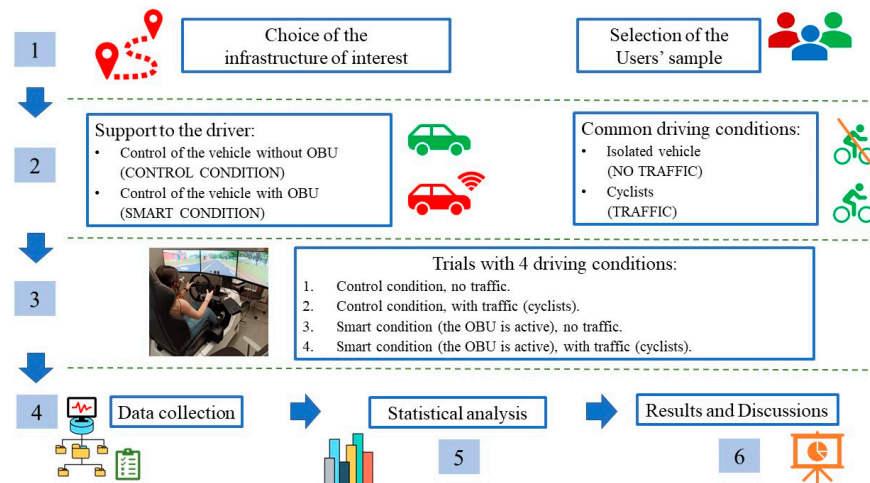 1
Choice of the
infrastructure of interest
Selection of the
Users' sample
2
Support to the driver:
• Control of the vehicle without OBU
(CONTROL CONDITION)
• Control of the vehicle with OBU
(SMART CONDITION)
Common driving conditions:
• Isolated vehicle
(NO TRAFFIC)
• Cyclists
(TRAFFIC)
3
Trials with 4 driving conditions:
1. Control condition, no traffic.
2. Control condition, with traffic (cyclists).
3. Smart condition (the OBU is active), no traffic.
4. Smart condition (the OBU is active), with traffic (cyclists).
4
Data collection
Statistical analysis
5
Results and Discussions
6